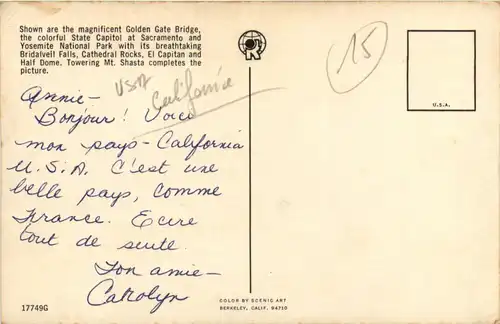 Shown are the magnificent Golden Gate Bridge,
the colorful State Capitol at Sacramento and
Yosemite National Park with its breathtaking
Bridalveil Falls, Cathedral Rocks, El Capitan and
Half Dome. Towering Mt. Shasta completes the
picture.
USA
California
15
U.S.A.
Annie-
Bonjour! Voici
mon pays - California
U.S.A. C'est une
belle pays, comme
France. Ecire
tout de suite.
Ton amie-
Carolyn
17749G
COLOR BY SCENIC ART
BERKELEY, CALIF. 94710